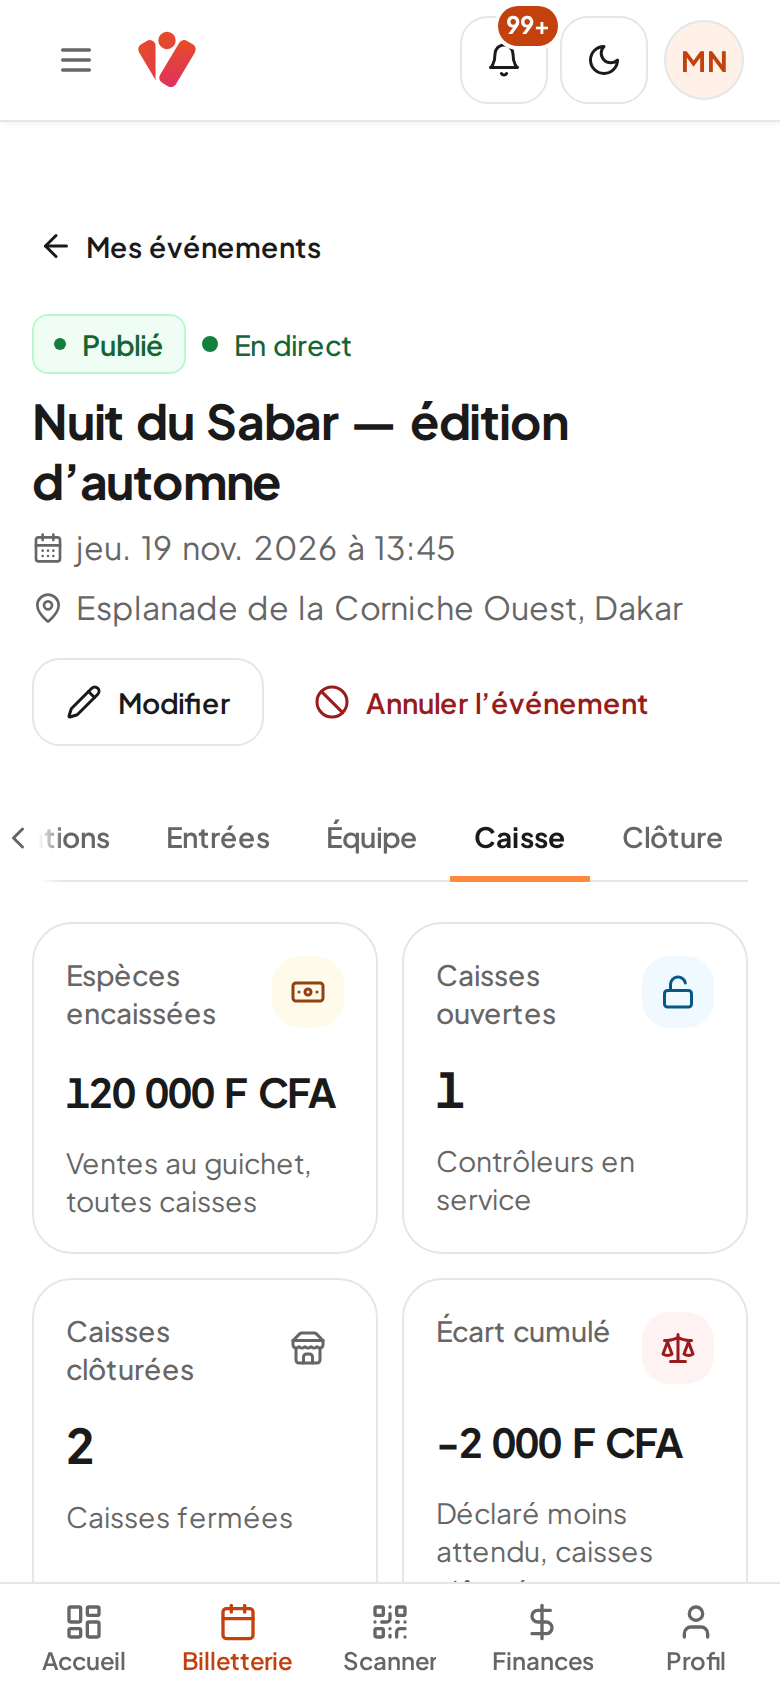 99+
MN
Mes événements
Publié
En direct
Nuit du Sabar — édition
d’automne
jeu. 19 nov. 2026 à 13:45
Esplanade de la Corniche Ouest, Dakar
Modifier
Annuler l’événement
tions
Entrées
Équipe
Caisse
Clôture
Espèces
encaissées
120 000 F CFA
Ventes au guichet,
toutes caisses
Caisses
ouvertes
1
Contrôleurs en
service
Caisses
clôturées
2
Caisses fermées
Écart cumulé
−2 000 F CFA
Déclaré moins
attendu, caisses
Accueil
Billetterie
Scanner
Finances
Profil